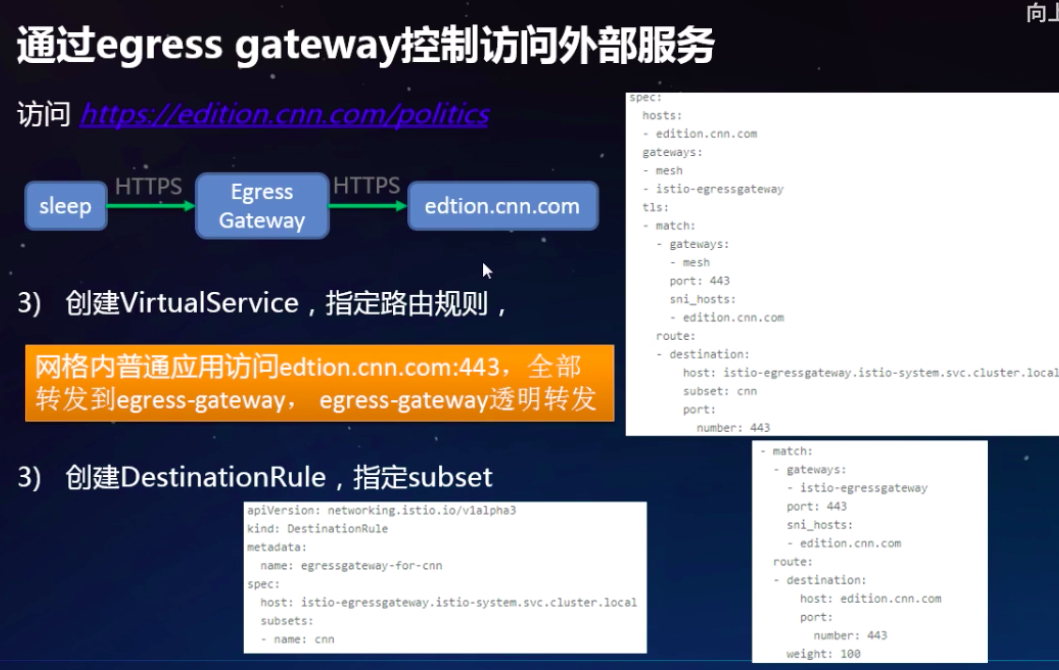 向上
通过egress gateway控制访问外部服务
访问 https://edition.cnn.com/politics
sleep
HTTPS
Egress
Gateway
HTTPS
edtion.cnn.com
3) 创建VirtualService，指定路由规则，
网格内普通应用访问edtion.cnn.com:443，全部
转发到egress-gateway， egress-gateway透明转发
3) 创建DestinationRule，指定subset
apiVersion: networking.istio.io/v1alpha3
kind: DestinationRule
metadata:
  name: egressgateway-for-cnn
spec:
  host: istio-egressgateway.istio-system.svc.cluster.local
  subsets:
  - name: cnn
spec:
  hosts:
  - edition.cnn.com
  gateways:
  - mesh
  - istio-egressgateway
  tls:
  - match:
    - gateways:
      - mesh
      port: 443
      sni_hosts:
      - edition.cnn.com
    route:
    - destination:
        host: istio-egressgateway.istio-system.svc.cluster.local
        subset: cnn
        port:
          number: 443
- match:
  - gateways:
    - istio-egressgateway
    port: 443
    sni_hosts:
    - edition.cnn.com
  route:
  - destination:
      host: edition.cnn.com
      port:
        number: 443
    weight: 100